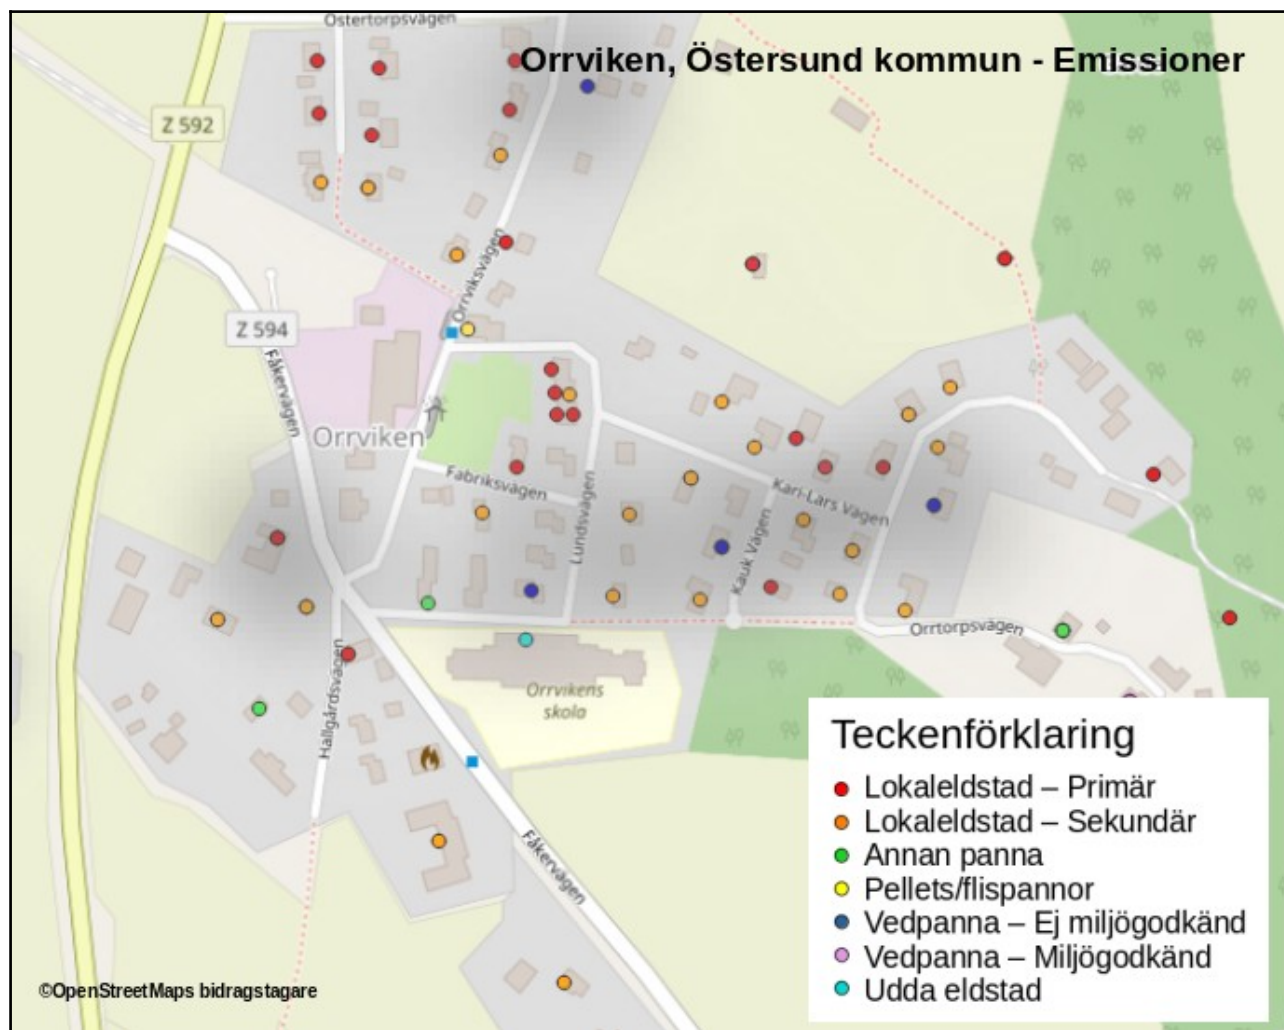 Östertorpsvägen
Orrviken, Östersund kommun - Emissioner
Z 592
Orrviksvägen
Z 594
Fåkervägen
Orrviken
Fabriksvägen
Lundsvägen
Kari-Lars Vägen
Kauk Vägen
Orrtorpsvägen
Hallgårdsvägen
Orrvikens
skola
Fåkervägen
Teckenförklaring
Lokaleldstad – Primär
Lokaleldstad – Sekundär
Annan panna
Pellets/flispannor
Vedpanna – Ej miljögodkänd
Vedpanna – Miljögodkänd
Udda eldstad
©OpenStreetMaps bidragstagare